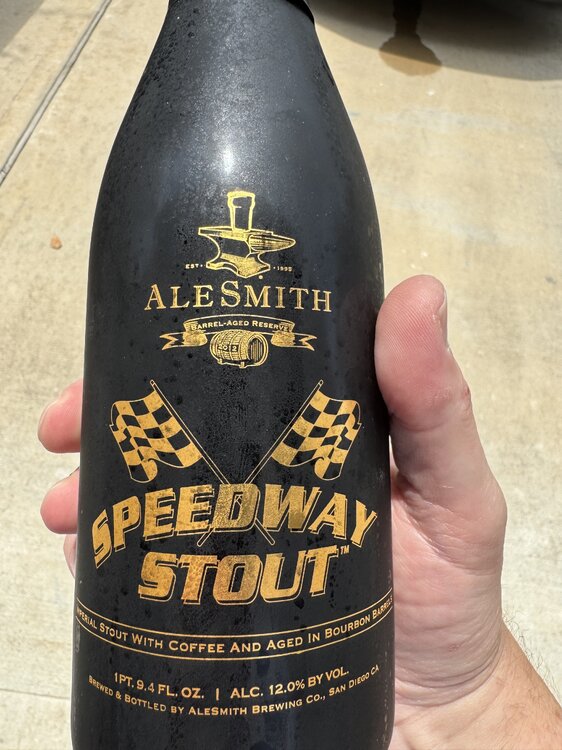 EST · 1995
ALESMITH
BARREL-AGED RESERVE
2012
SPEEDWAY
STOUT™
IMPERIAL STOUT WITH COFFEE AND AGED IN BOURBON BARRELS
1PT. 9.4 FL. OZ. | ALC. 12.0% BY VOL.
BREWED & BOTTLED BY ALESMITH BREWING CO., SAN DIEGO CA